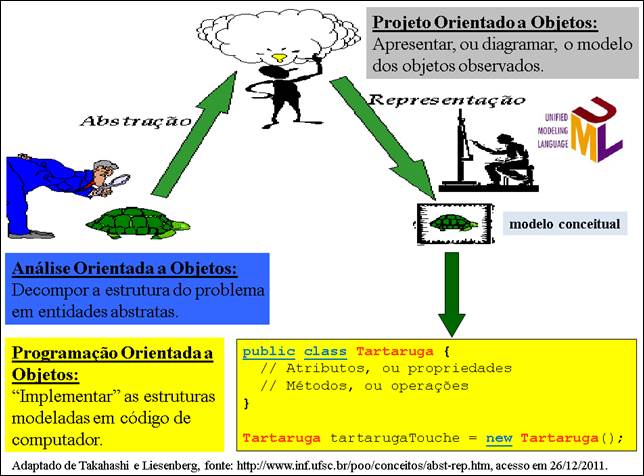 Projeto Orientado a Objetos:
Apresentar, ou diagramar, o modelo
dos objetos observados.
Abstração
Representação
UNIFIED
MODELING
LANGUAGE
UML
modelo conceitual
Análise Orientada a Objetos:
Decompor a estrutura do problema
em entidades abstratas.
Programação Orientada a
Objetos:
“Implementar” as estruturas
modeladas em código de
computador.
public class Tartaruga {
// Atributos, ou propriedades
// Métodos, ou operações
}
Tartaruga tartarugaTouche = new Tartaruga();
Adaptado de Takahashi e Liesenberg, fonte: http://www.inf.ufsc.br/poo/conceitos/abst-rep.htm, acesso em 26/12/2011.